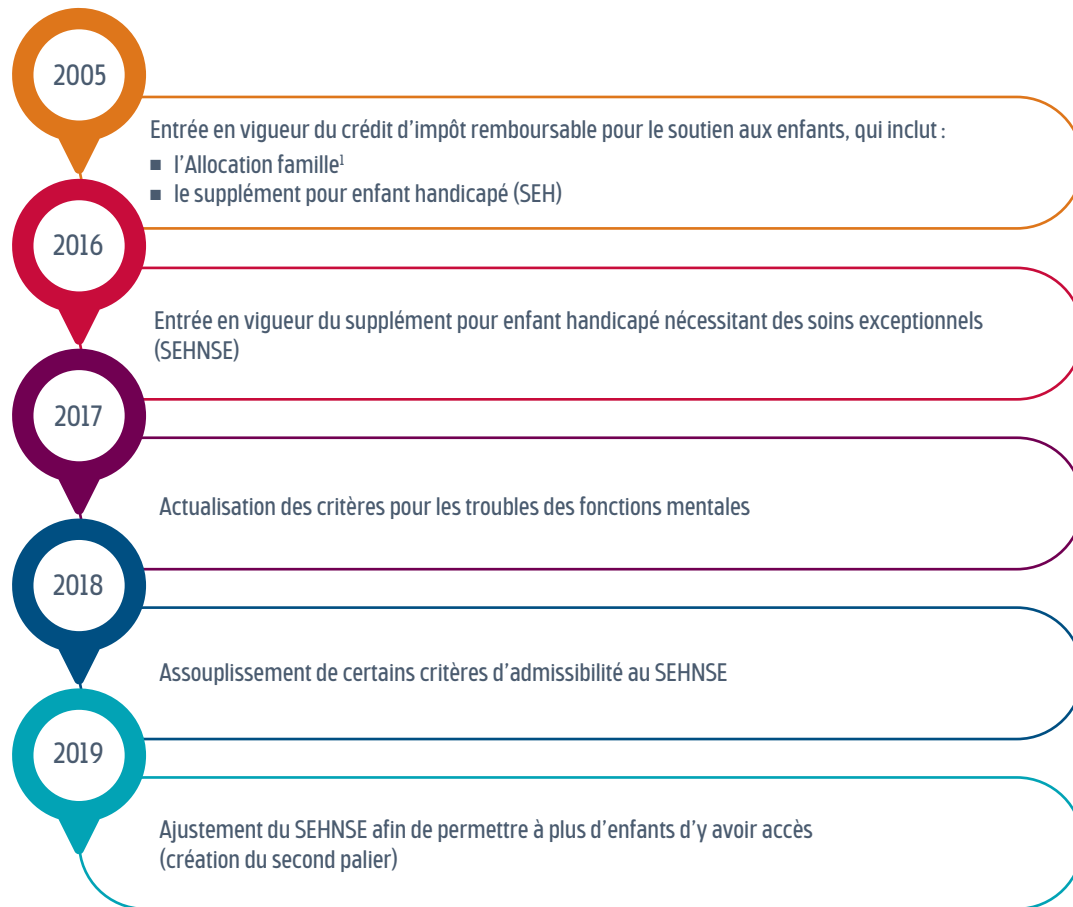 2005
Entrée en vigueur du crédit d'impôt remboursable pour le soutien aux enfants, qui inclut :
■ l'Allocation famille¹
■ le supplément pour enfant handicapé (SEH)
2016
Entrée en vigueur du supplément pour enfant handicapé nécessitant des soins exceptionnels
(SEHNSE)
2017
Actualisation des critères pour les troubles des fonctions mentales
2018
Assouplissement de certains critères d'admissibilité au SEHNSE
2019
Ajustement du SEHNSE afin de permettre à plus d'enfants d'y avoir accès
(création du second palier)